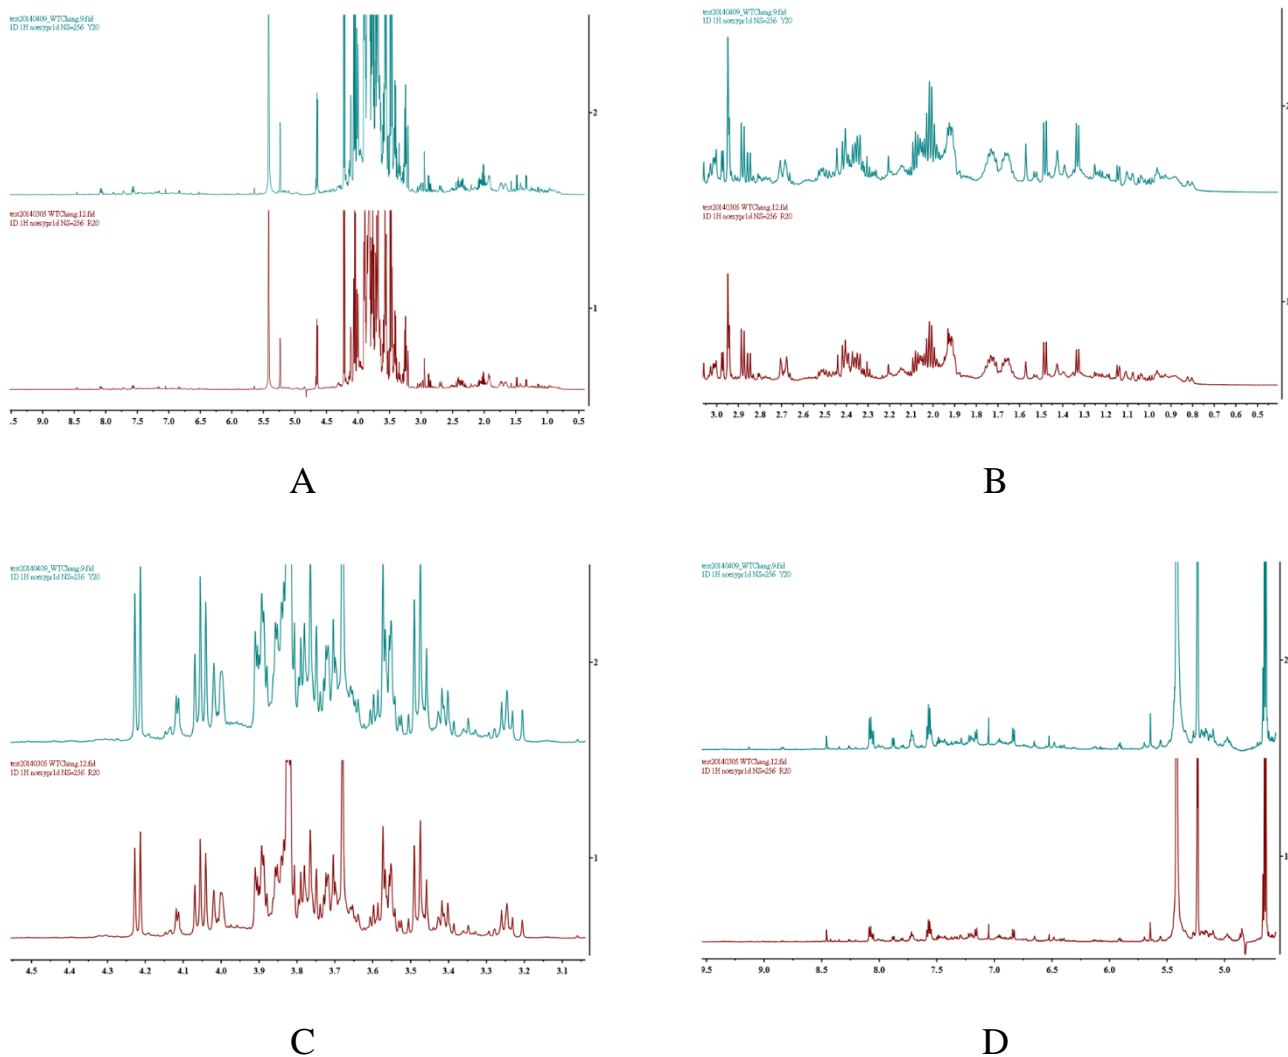 test20140409_WTChang.9.fid
1D 1H noesypr1d NS=256 Y20
2
test20140305 WTChang.12.fid
1D 1H noesypr1d NS=256 R20
1
.5 9.0 8.5 8.0 7.5 7.0 6.5 6.0 5.5 5.0 4.5 4.0 3.5 3.0 2.5 2.0 1.5 1.0 0.5
A
test20140409_WTChang.9.fid
1D 1H noesypr1d NS=256 Y20
test20140305 WTChang.12.fid
1D 1H noesypr1d NS=256 R20
3.0 2.9 2.8 2.7 2.6 2.5 2.4 2.3 2.2 2.1 2.0 1.9 1.8 1.7 1.6 1.5 1.4 1.3 1.2 1.1 1.0 0.9 0.8 0.7 0.6 0.5
B
test20140409_WTChang.9.fid
1D 1H noesypr1d NS=256 Y20
2
test20140305 WTChang.12.fid
1D 1H noesypr1d NS=256 R20
1
4.5 4.4 4.3 4.2 4.1 4.0 3.9 3.8 3.7 3.6 3.5 3.4 3.3 3.2 3.1
C
test20140409_WTChang.9.fid
1D 1H noesypr1d NS=256 Y20
2
test20140305 WTChang.12.fid
1D 1H noesypr1d NS=256 R20
9.5 9.0 8.5 8.0 7.5 7.0 6.5 6.0 5.5 5.0
D